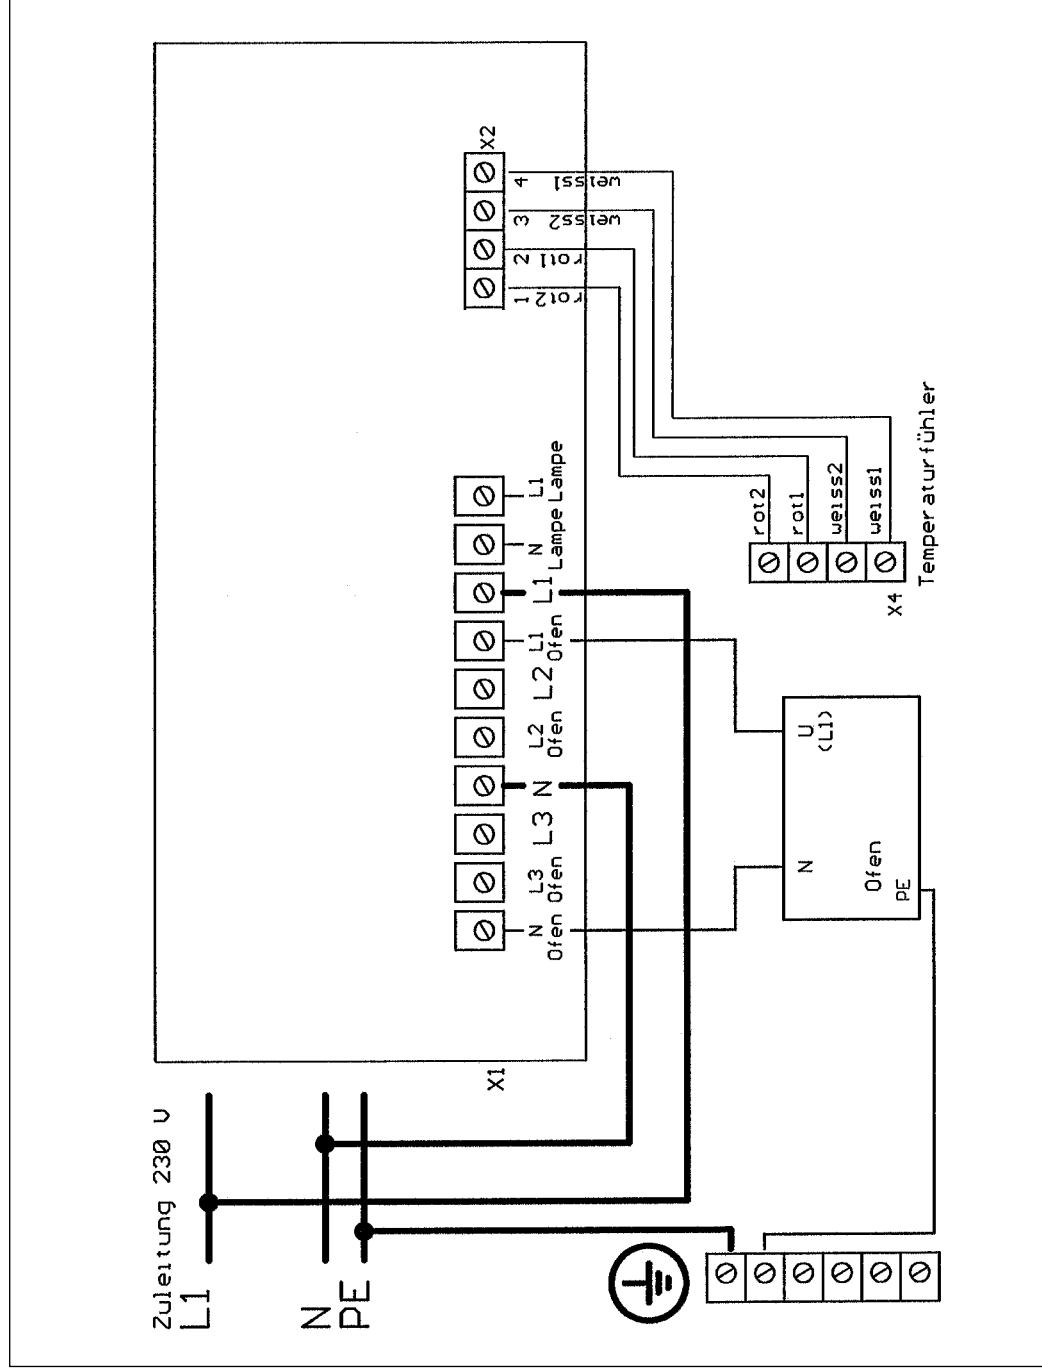 Zuleitung 230 V
L1
N
PE
X1
N
Ofen
L3
Ofen
L3
N
L2
Ofen
L2
L1
Ofen
L1
N
Lampe
L1
Lampe
1
2
3
4
rot2
rot1
weiss2
weiss1
X2
N
U
(L1)
Ofen
PE
rot2
rot1
weiss2
weiss1
X4
Temperaturfühler